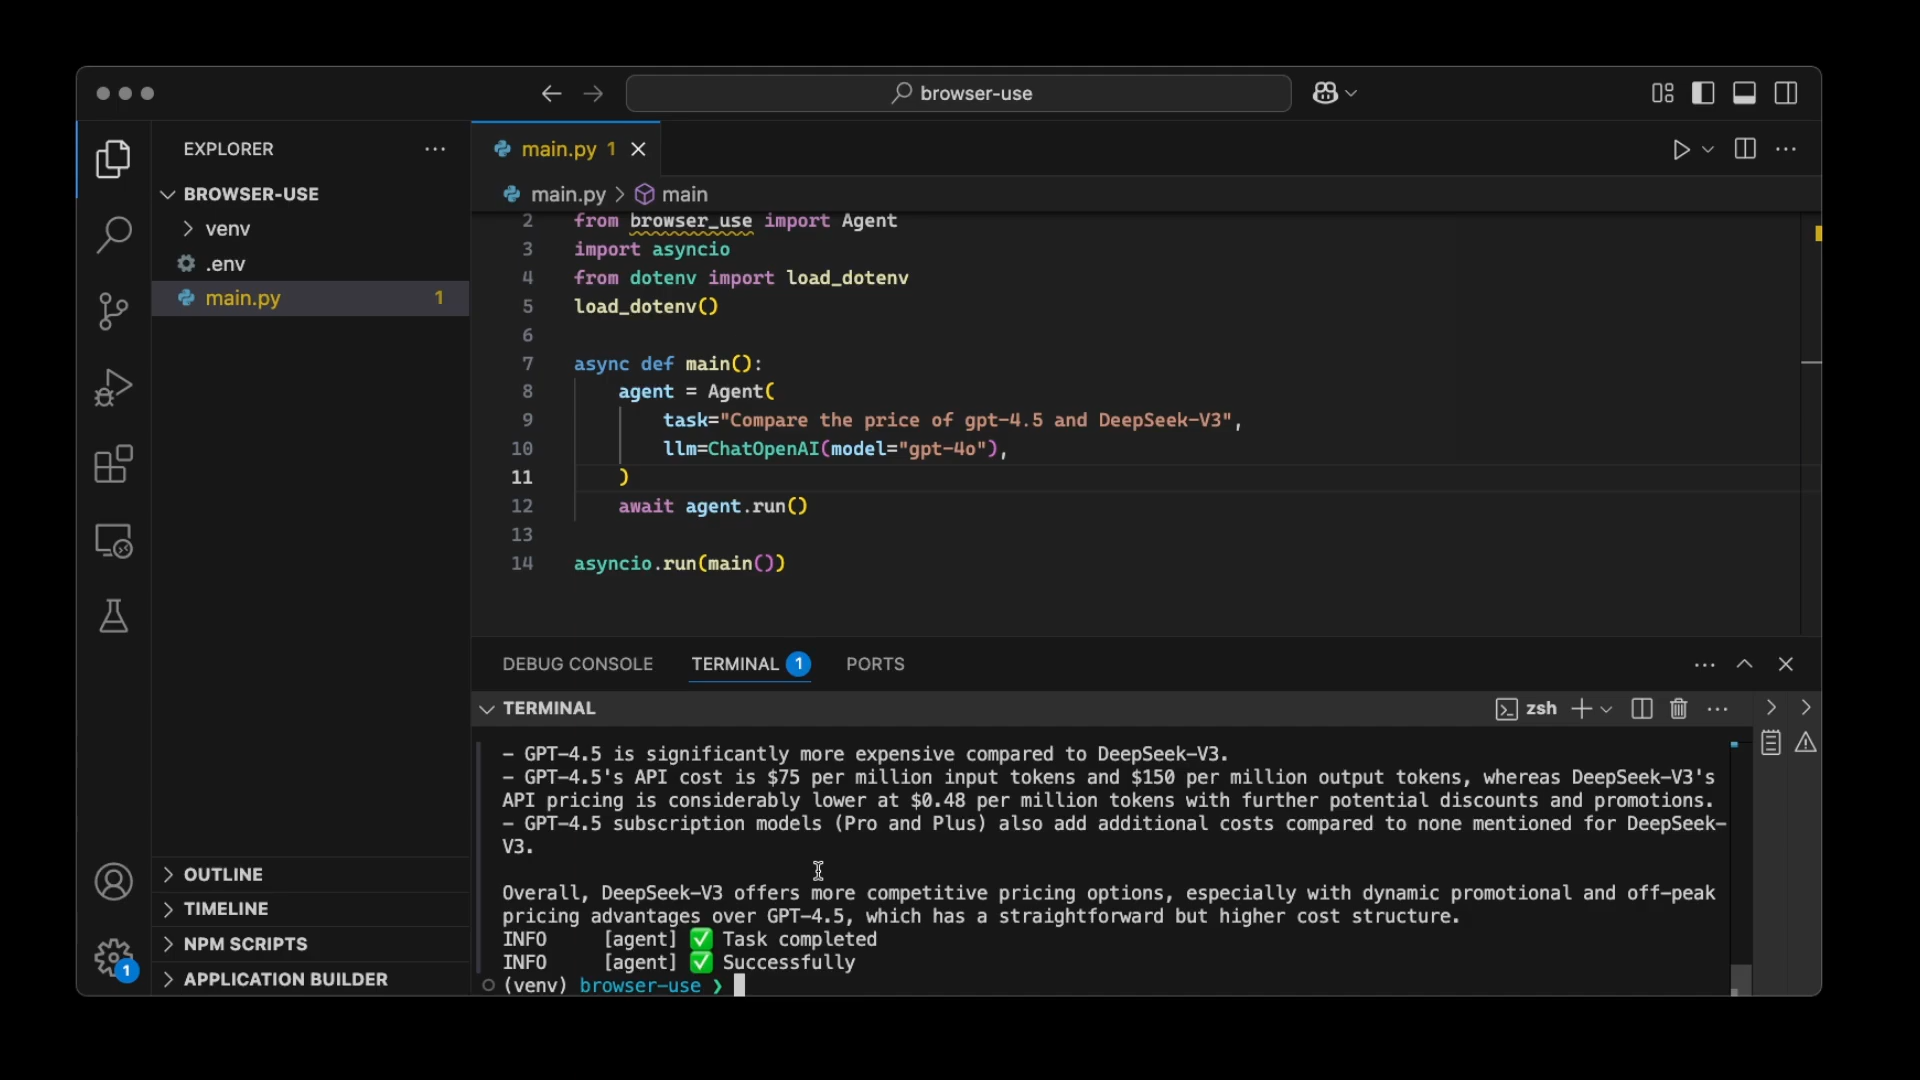 browser-use
EXPLORER
BROWSER-USE
venv
.env
main.py 1
OUTLINE
TIMELINE
NPM SCRIPTS
APPLICATION BUILDER
1
main.py 1
main.py > main
2 from browser_use import Agent
3 import asyncio
4 from dotenv import load_dotenv
5 load_dotenv()
6
7 async def main():
8 agent = Agent(
9 task="Compare the price of gpt-4.5 and DeepSeek-V3",
10 llm=ChatOpenAI(model="gpt-4o"),
11 )
12 await agent.run()
13
14 asyncio.run(main())
DEBUG CONSOLE TERMINAL 1 PORTS
TERMINAL zsh
- GPT-4.5 is significantly more expensive compared to DeepSeek-V3.
- GPT-4.5's API cost is $75 per million input tokens and $150 per million output tokens, whereas DeepSeek-V3's
API pricing is considerably lower at $0.48 per million tokens with further potential discounts and promotions.
- GPT-4.5 subscription models (Pro and Plus) also add additional costs compared to none mentioned for DeepSeek-
V3.
Overall, DeepSeek-V3 offers more competitive pricing options, especially with dynamic promotional and off-peak
pricing advantages over GPT-4.5, which has a straightforward but higher cost structure.
INFO [agent] ✅ Task completed
INFO [agent] ✅ Successfully
(venv) browser-use ❯